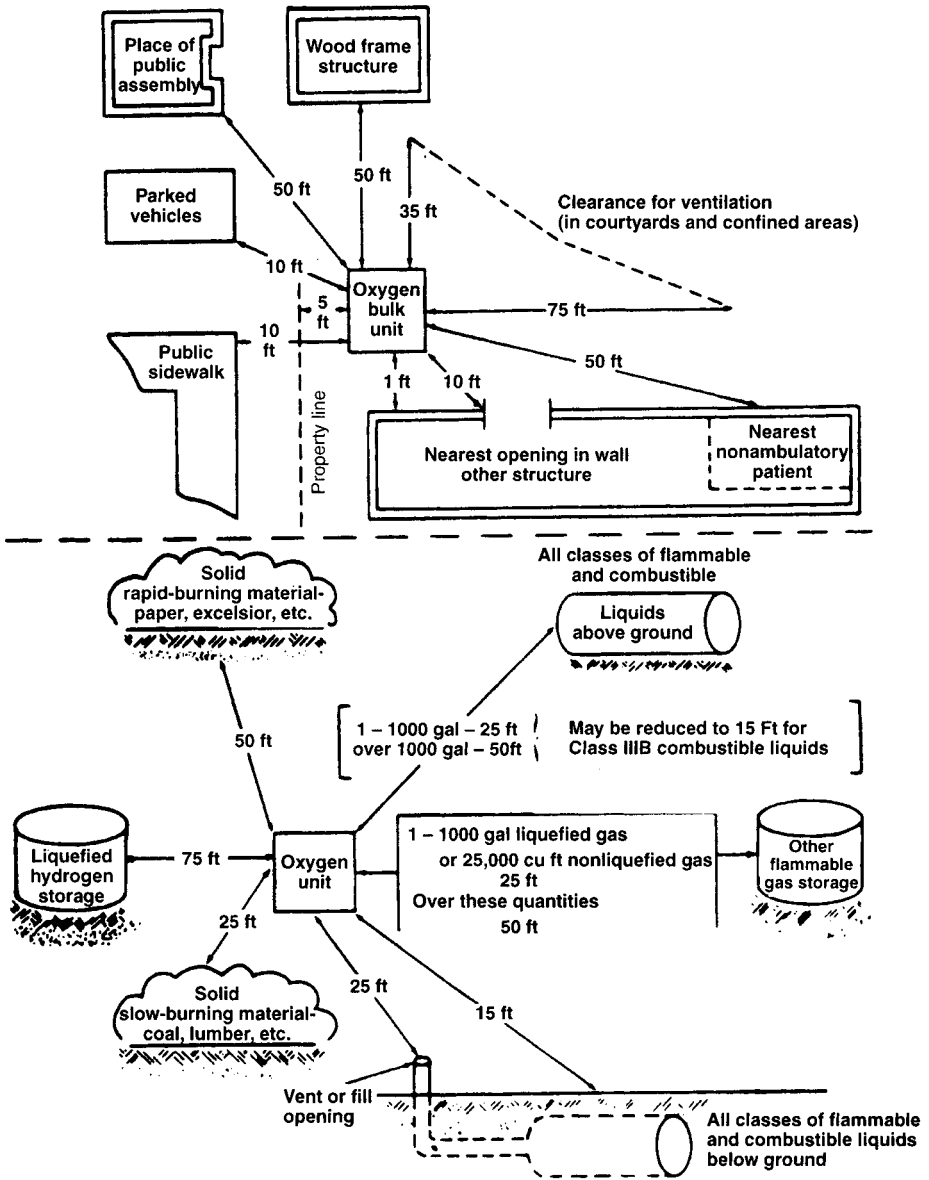 Place of
public
assembly
Wood frame
structure
50 ft
50 ft
35 ft
Parked
vehicles
Clearance for ventilation
(in courtyards and confined areas)
10 ft
Oxygen
bulk
unit
5
ft
75 ft
10
ft
Public
sidewalk
50 ft
1 ft
10 ft
Property line
Nearest opening in wall
other structure
Nearest
nonambulatory
patient
Solid
rapid-burning material-
paper, excelsior, etc.
All classes of flammable
and combustible
Liquids
above ground
50 ft
1 – 1000 gal – 25 ft
over 1000 gal – 50ft
May be reduced to 15 Ft for
Class IIIB combustible liquids
Liquefied
hydrogen
storage
75 ft
Oxygen
unit
1 – 1000 gal liquefied gas
or 25,000 cu ft nonliquefied gas
25 ft
Over these quantities
50 ft
Other
flammable
gas storage
25 ft
Solid
slow-burning material-
coal, lumber, etc.
25 ft
15 ft
Vent or fill
opening
All classes of flammable
and combustible liquids
below ground